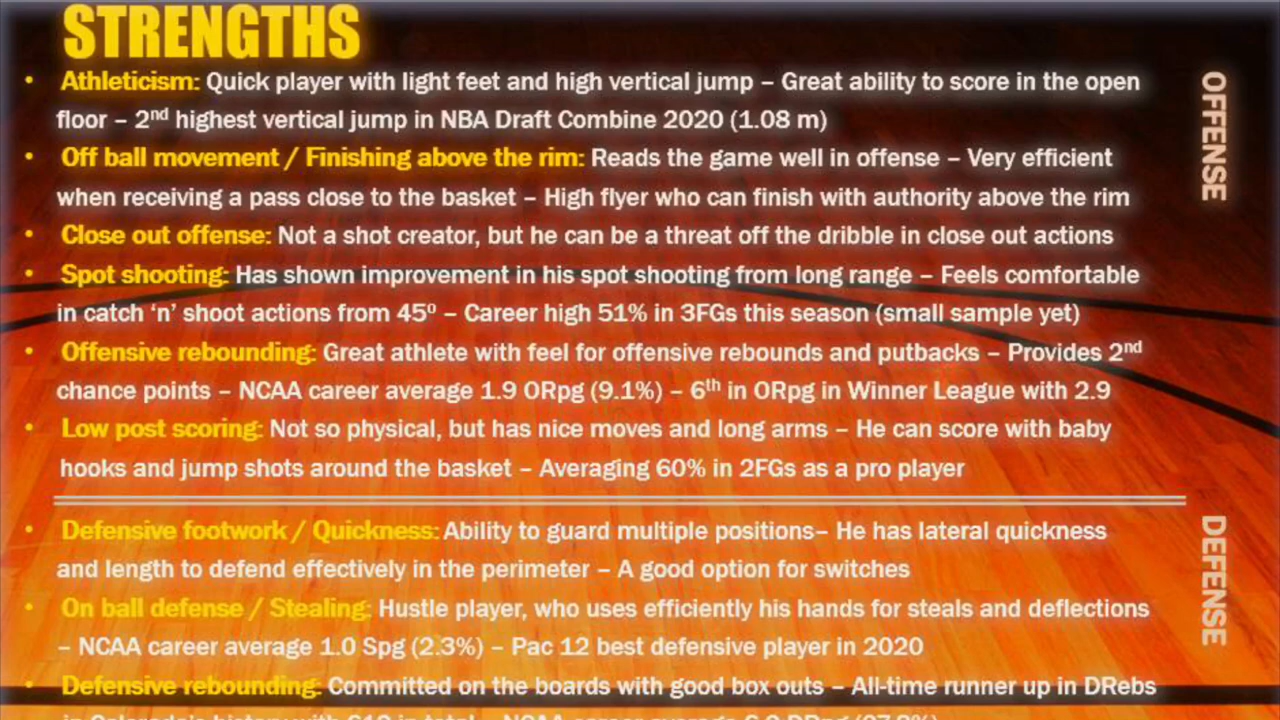 STRENGTHS
• Athleticism: Quick player with light feet and high vertical jump – Great ability to score in the open
floor – 2nd highest vertical jump in NBA Draft Combine 2020 (1.08 m)
• Off ball movement / Finishing above the rim: Reads the game well in offense – Very efficient
when receiving a pass close to the basket – High flyer who can finish with authority above the rim
• Close out offense: Not a shot creator, but he can be a threat off the dribble in close out actions
• Spot shooting: Has shown improvement in his spot shooting from long range – Feels comfortable
in catch ‘n’ shoot actions from 45º – Career high 51% in 3FGs this season (small sample yet)
• Offensive rebounding: Great athlete with feel for offensive rebounds and putbacks – Provides 2nd
chance points – NCAA career average 1.9 ORpg (9.1%) – 6th in ORpg in Winner League with 2.9
• Low post scoring: Not so physical, but has nice moves and long arms – He can score with baby
hooks and jump shots around the basket – Averaging 60% in 2FGs as a pro player
OFFENSE
• Defensive footwork / Quickness: Ability to guard multiple positions– He has lateral quickness
and length to defend effectively in the perimeter – A good option for switches
• On ball defense / Stealing: Hustle player, who uses efficiently his hands for steals and deflections
– NCAA career average 1.0 Spg (2.3%) – Pac 12 best defensive player in 2020
• Defensive rebounding: Committed on the boards with good box outs – All-time runner up in DRebs
in Colorado's history with in total – NCAA career average DRpg
DEFENSE